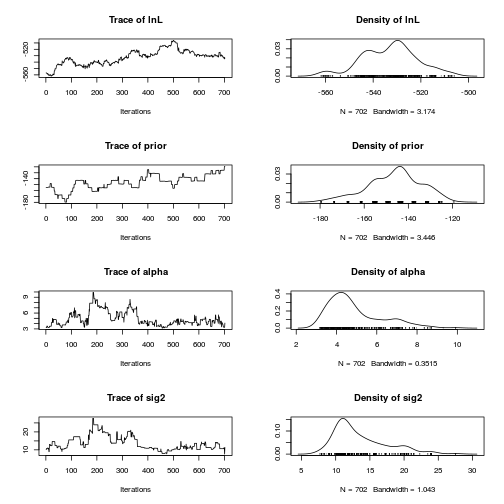 Trace of lnL
-560 -520
0 100 200 300 400 500 600 700
Iterations
Density of lnL
0.00 0.03
-560 -540 -520 -500
N = 702 Bandwidth = 3.174
Trace of prior
-180 -140
0 100 200 300 400 500 600 700
Iterations
Density of prior
0.00 0.03
-180 -160 -140 -120
N = 702 Bandwidth = 3.446
Trace of alpha
3 6 9
0 100 200 300 400 500 600 700
Iterations
Density of alpha
0.0 0.2 0.4
2 4 6 8 10
N = 702 Bandwidth = 0.3515
Trace of sig2
10 20
0 100 200 300 400 500 600 700
Iterations
Density of sig2
0.00 0.10
5 10 15 20 25 30
N = 702 Bandwidth = 1.043